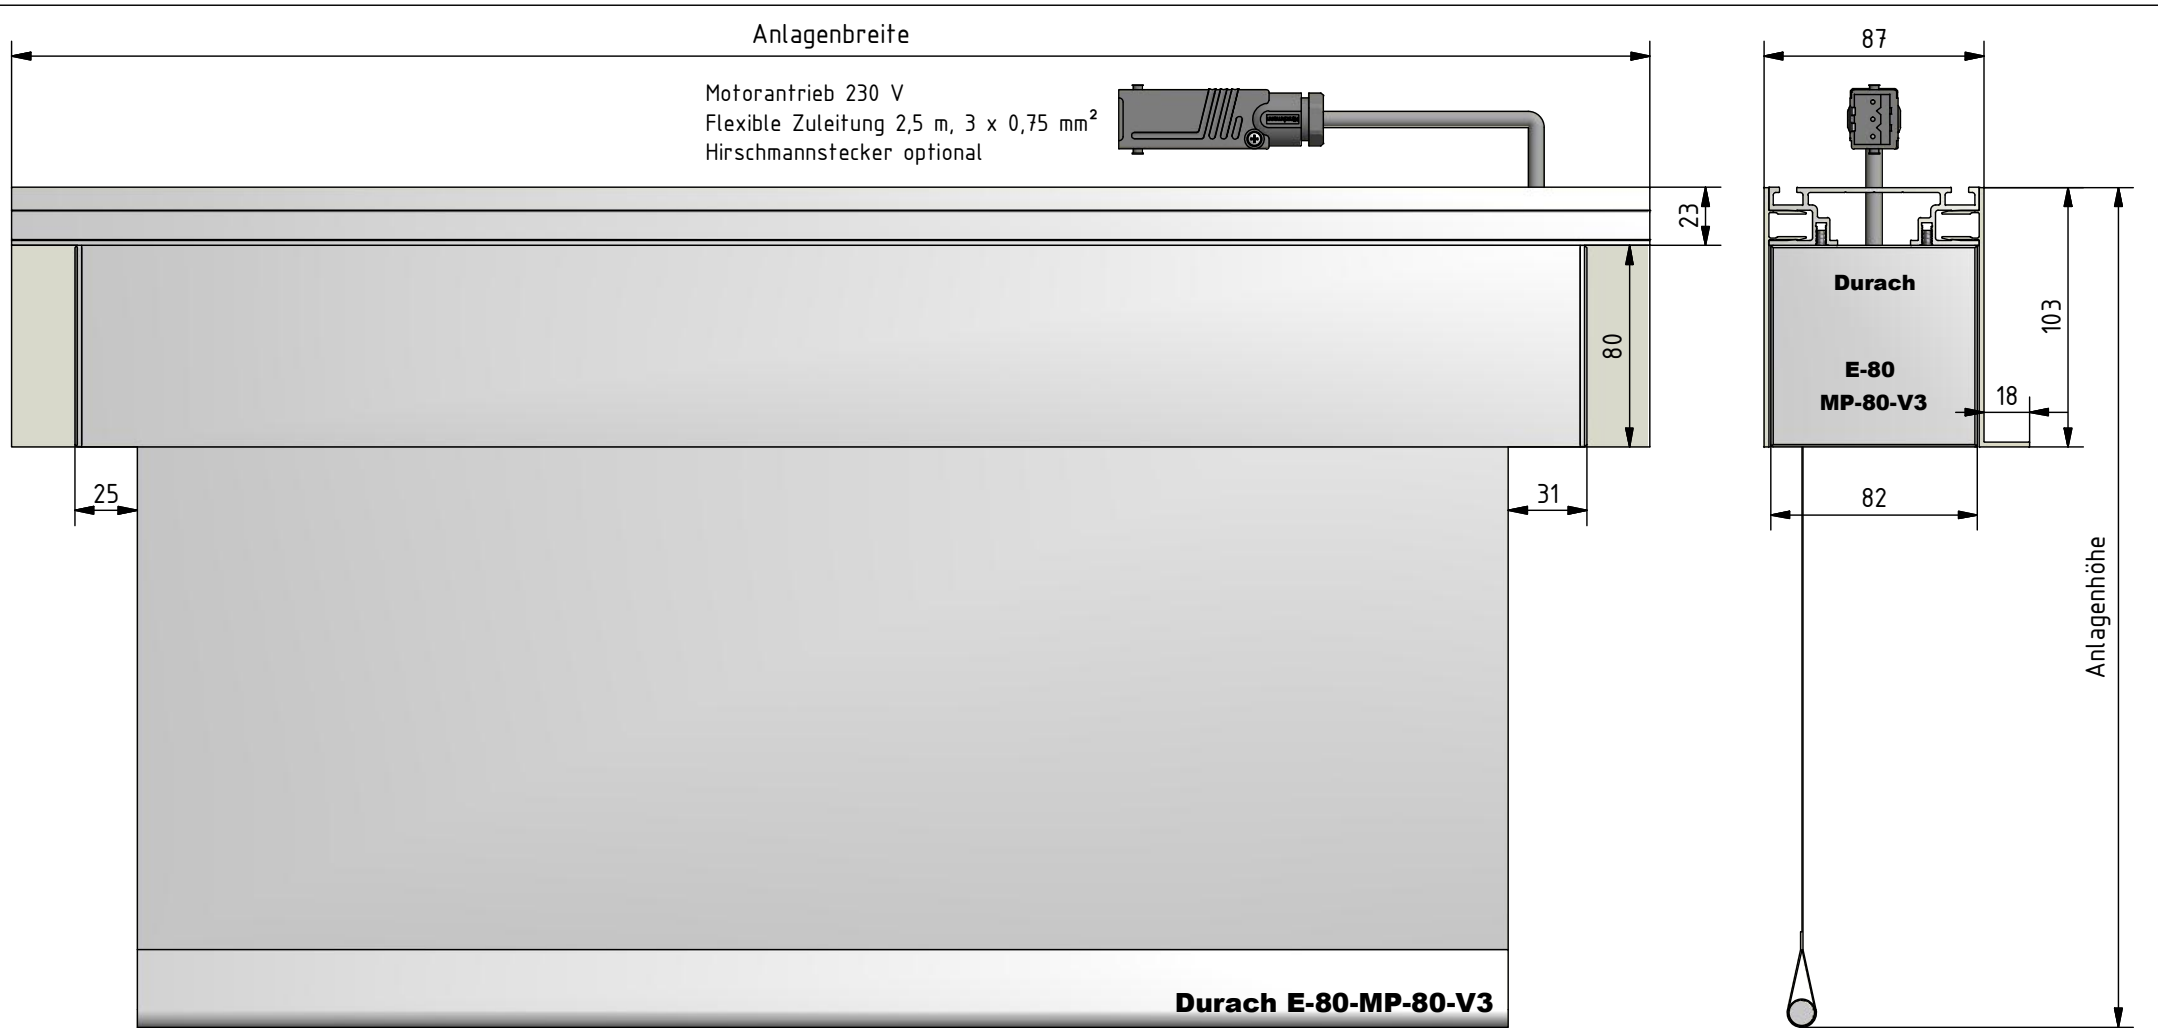 Anlagenbreite
87
Motorantrieb 230 V
Flexible Zuleitung 2,5 m, 3 x 0,75 mm²
Hirschmannstecker optional
23
80
Durach
E-80
MP-80-V3
103
18
25
31
82
Anlagenhöhe
Durach E-80-MP-80-V3